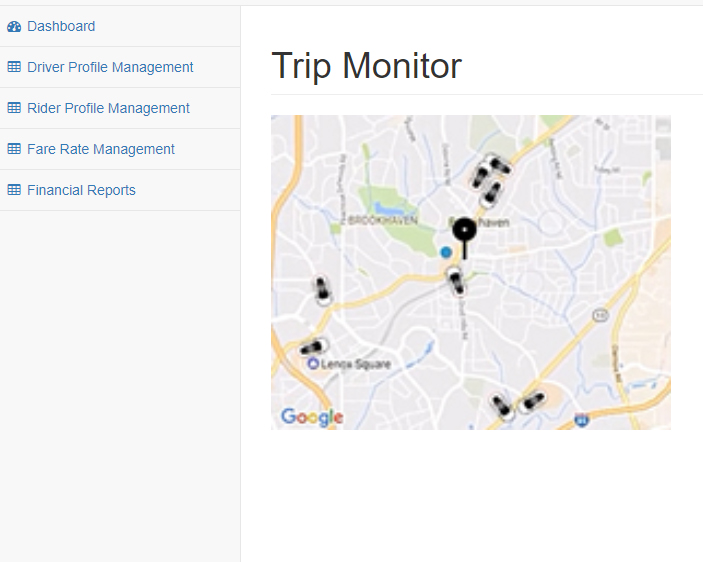 Dashboard
Driver Profile Management
Rider Profile Management
Fare Rate Management
Financial Reports
Trip Monitor
BROOKHAVEN
haven
Lenox Square
Google